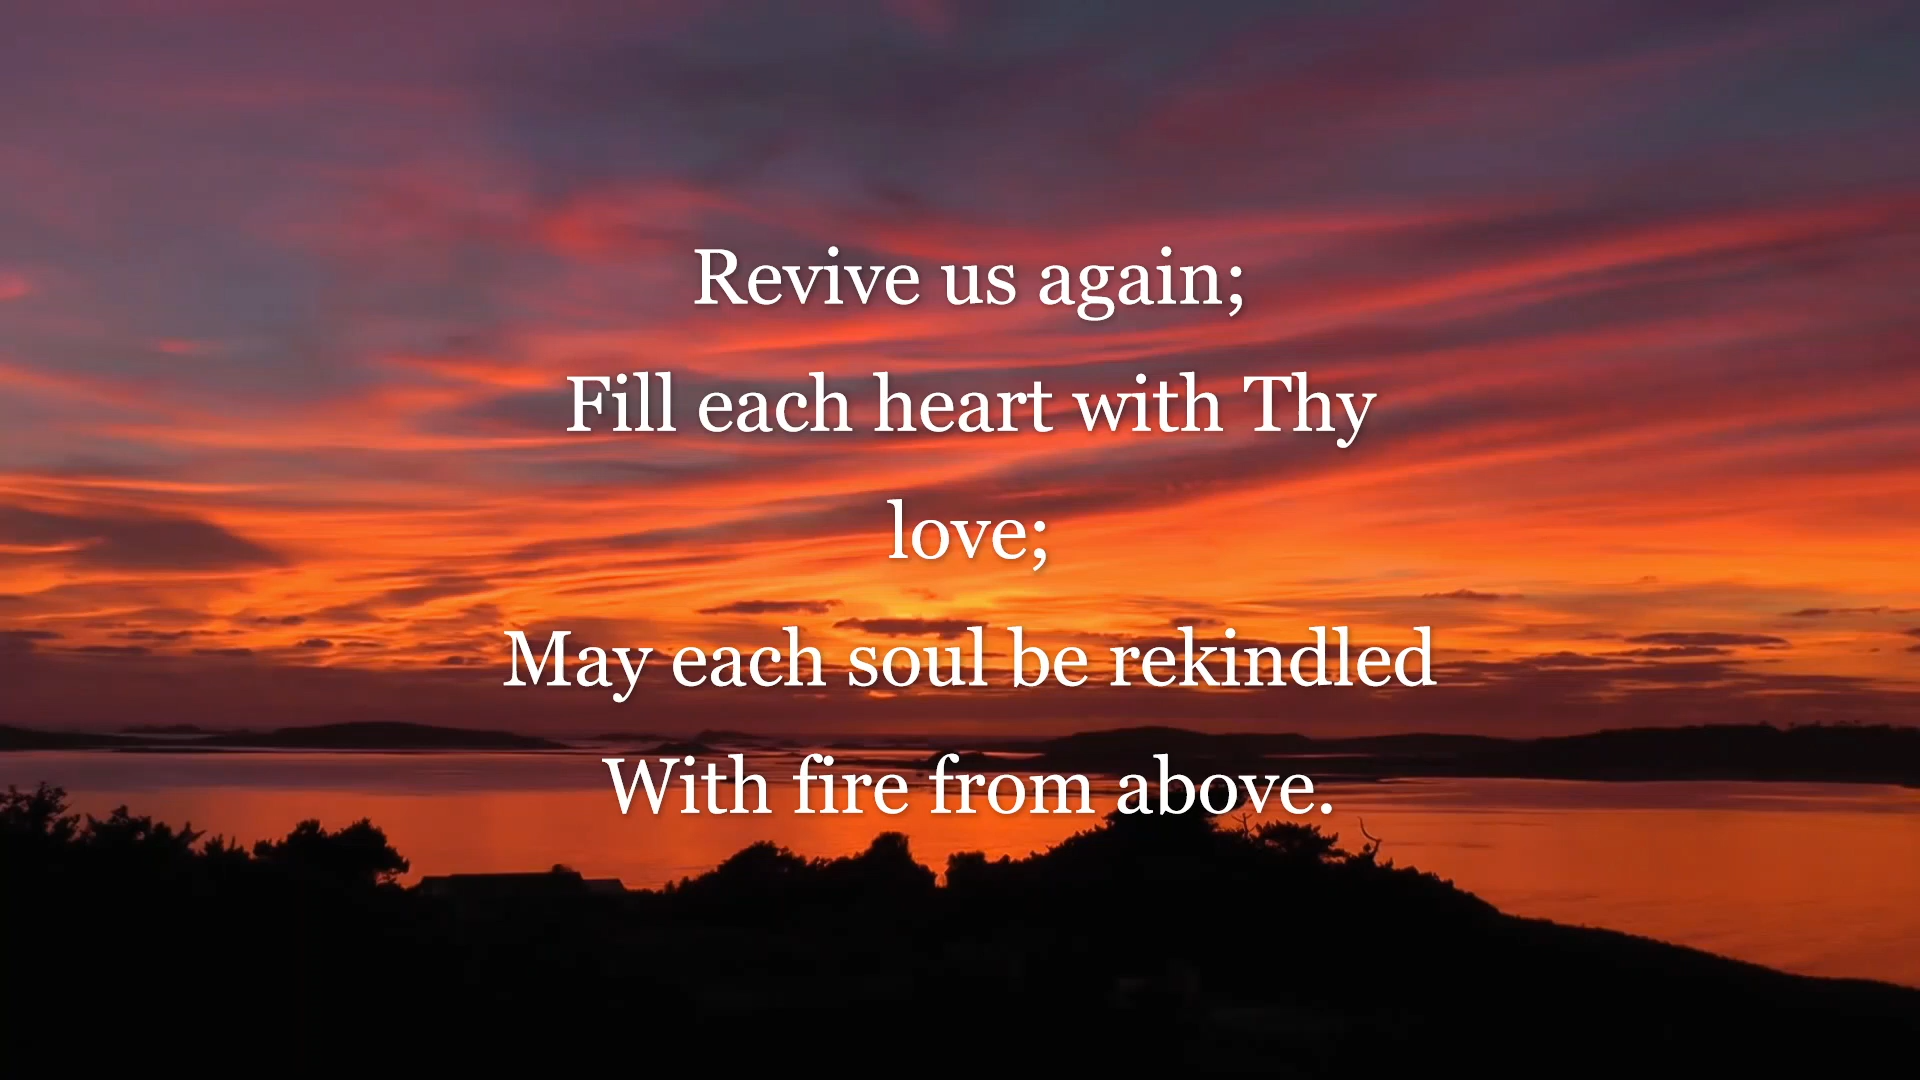 Revive us again;
Fill each heart with Thy
love;
May each soul be rekindled
With fire from above.